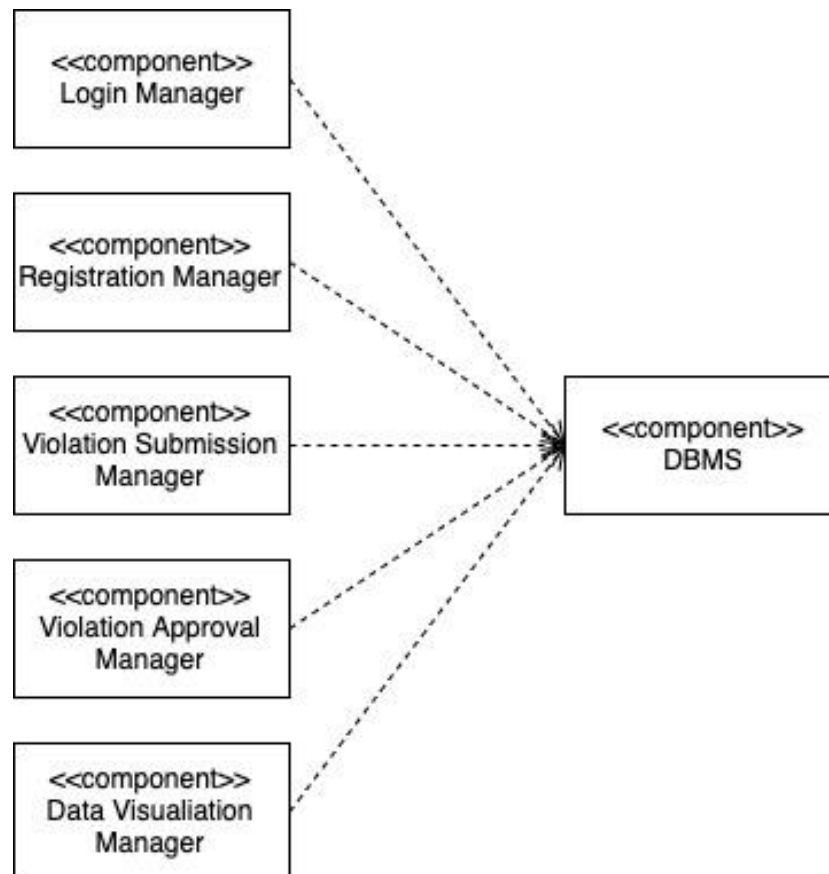 <<component>>
Login Manager
<<component>>
Registration Manager
<<component>>
Violation Submission
Manager
<<component>>
DBMS
<<component>>
Violation Approval
Manager
<<component>>
Data Visualiation
Manager